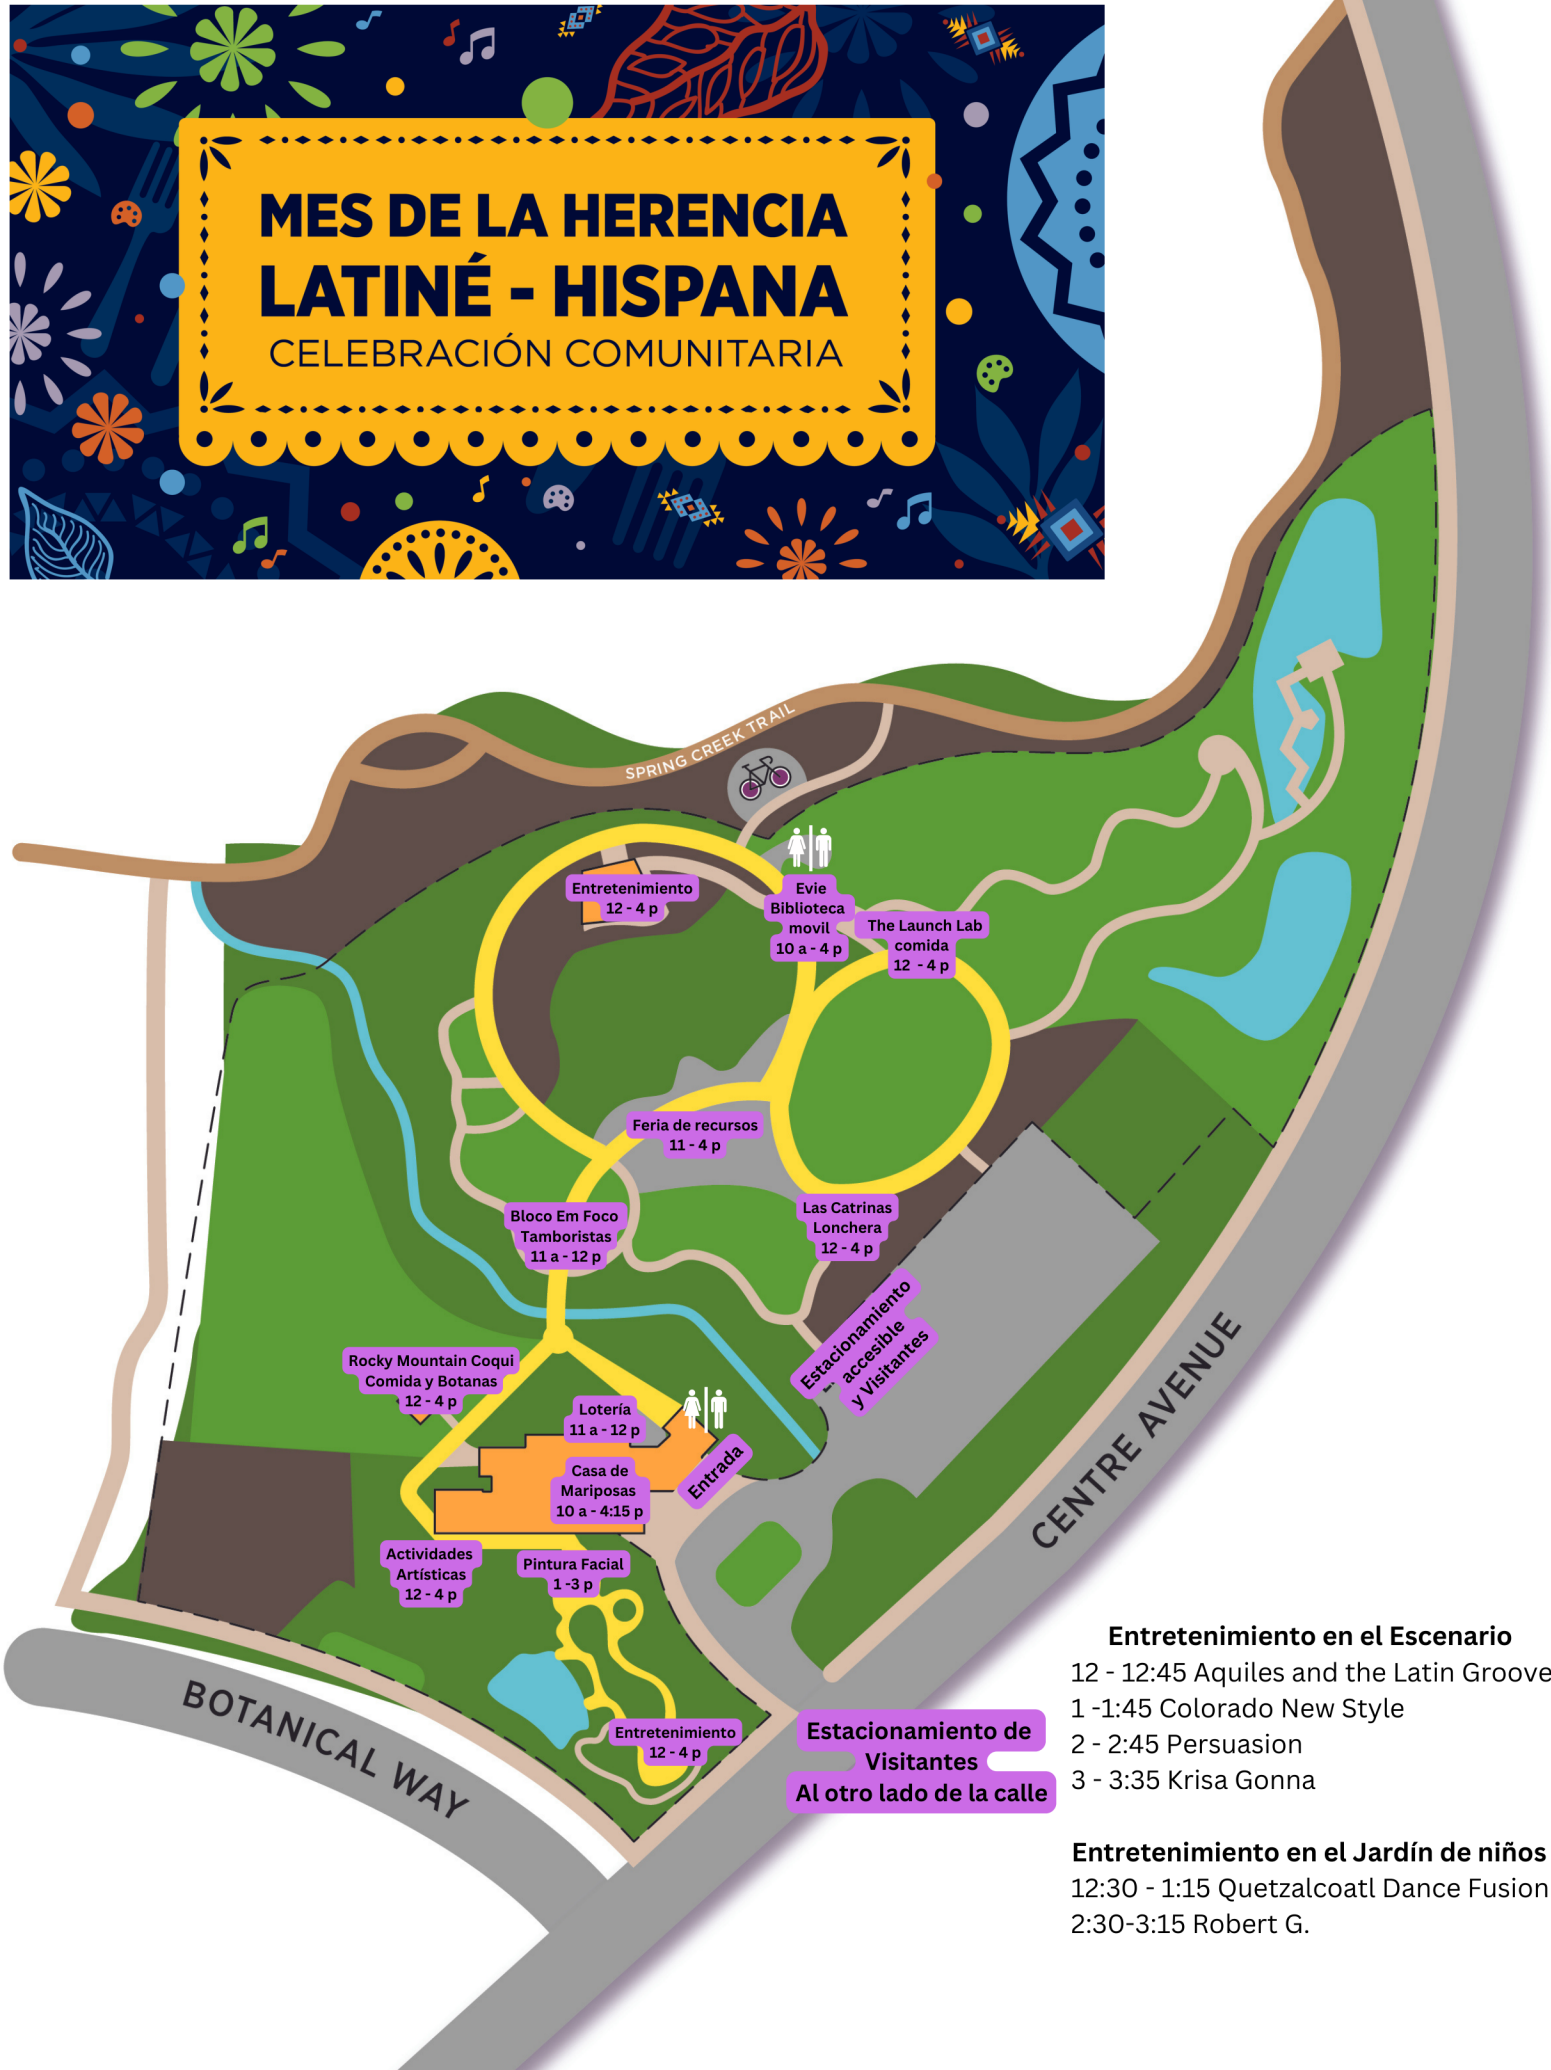 MES DE LA HERENCIA
LATINÉ - HISPANA
CELEBRACIÓN COMUNITARIA
SPRING CREEK TRAIL
Entretenimiento
12 - 4 p
Evie
Biblioteca
movil
10 a - 4 p
The Launch Lab
comida
12 - 4 p
Feria de recursos
11 - 4 p
Bloco Em Foco
Tamboristas
11 a - 12 p
Las Catrinas
Lonchera
12 - 4 p
Estacionamiento
accesible
y Visitantes
Rocky Mountain Coqui
Comida y Botanas
12 - 4 p
Lotería
11 a - 12 p
Casa de
Mariposas
10 a - 4:15 p
Entrada
CENTRE AVENUE
Actividades
Artísticas
12 - 4 p
Pintura Facial
1 -3 p
BOTANICAL WAY
Entretenimiento
12 - 4 p
Estacionamiento de
Visitantes
Al otro lado de la calle
Entretenimiento en el Escenario
12 - 12:45 Aquiles and the Latin Groove
1 -1:45 Colorado New Style
2 - 2:45 Persuasion
3 - 3:35 Krisa Gonna
Entretenimiento en el Jardín de niños
12:30 - 1:15 Quetzalcoatl Dance Fusion
2:30-3:15 Robert G.